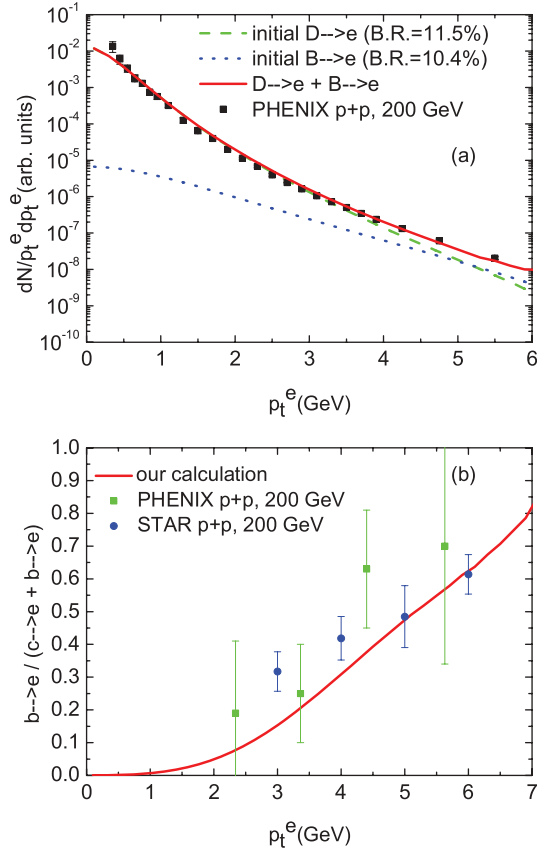 initial D-->e (B.R.=11.5%)
initial B-->e (B.R.=10.4%)
D-->e + B-->e
PHENIX p+p, 200 GeV
(a)
dN/p_t^e dp_t^e (arb. units)
10^-1
10^-2
10^-3
10^-4
10^-5
10^-6
10^-7
10^-8
10^-9
10^-10
0 1 2 3 4 5 6
p_t^e (GeV)
our calculation
PHENIX p+p, 200 GeV
STAR p+p, 200 GeV
(b)
b-->e / (c-->e + b-->e)
1.0
0.9
0.8
0.7
0.6
0.5
0.4
0.3
0.2
0.1
0.0
0 1 2 3 4 5 6 7
p_t^e (GeV)